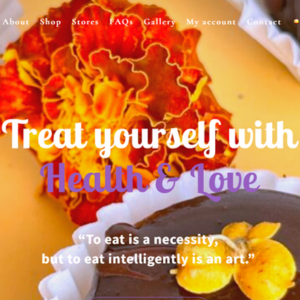 About Shop Stores FAQs Gallery My account Contact
Treat yourself with
Health & Love
“To eat is a necessity,
but to eat intelligently is an art.”